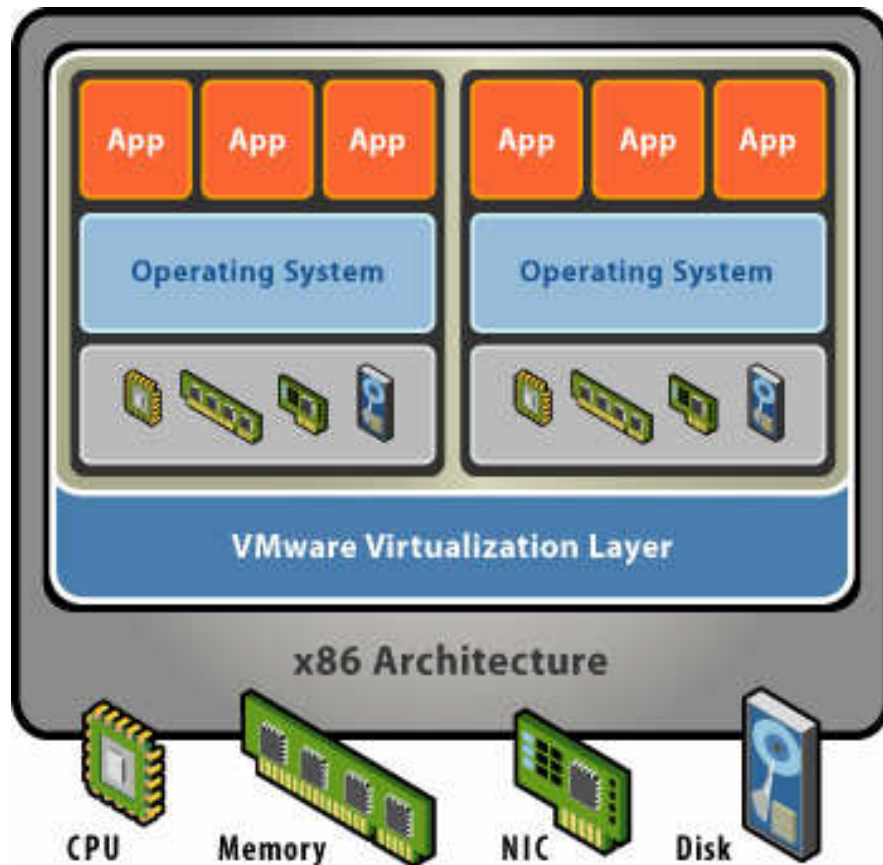 App App App App App App
Operating System Operating System
VMware Virtualization Layer
x86 Architecture
CPU Memory NIC Disk